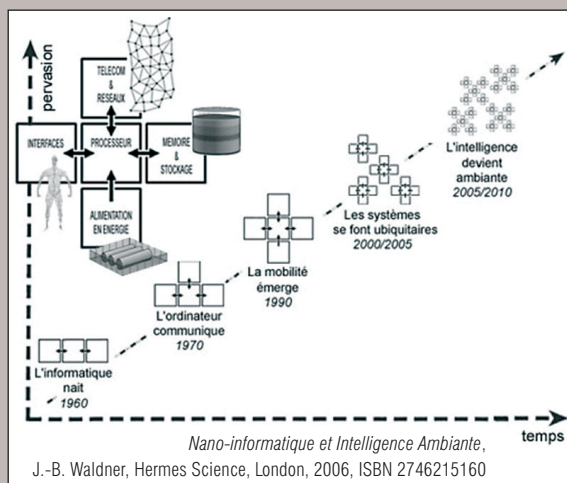 pervasion
TELECOM
&
RESEAUX
INTERFACES
PROCESSEUR
MEMOIRE
&
STOCKAGE
ALIMENTATION
EN ENERGIE
L'informatique
nait
1960
L'ordinateur
communique
1970
La mobilité
émerge
1990
Les systèmes
se font ubiquitaires
2000/2005
L'intelligence
devient
ambiante
2005/2010
temps
Nano-informatique et Intelligence Ambiante,
J.-B. Waldner, Hermes Science, London, 2006, ISBN 2746215160